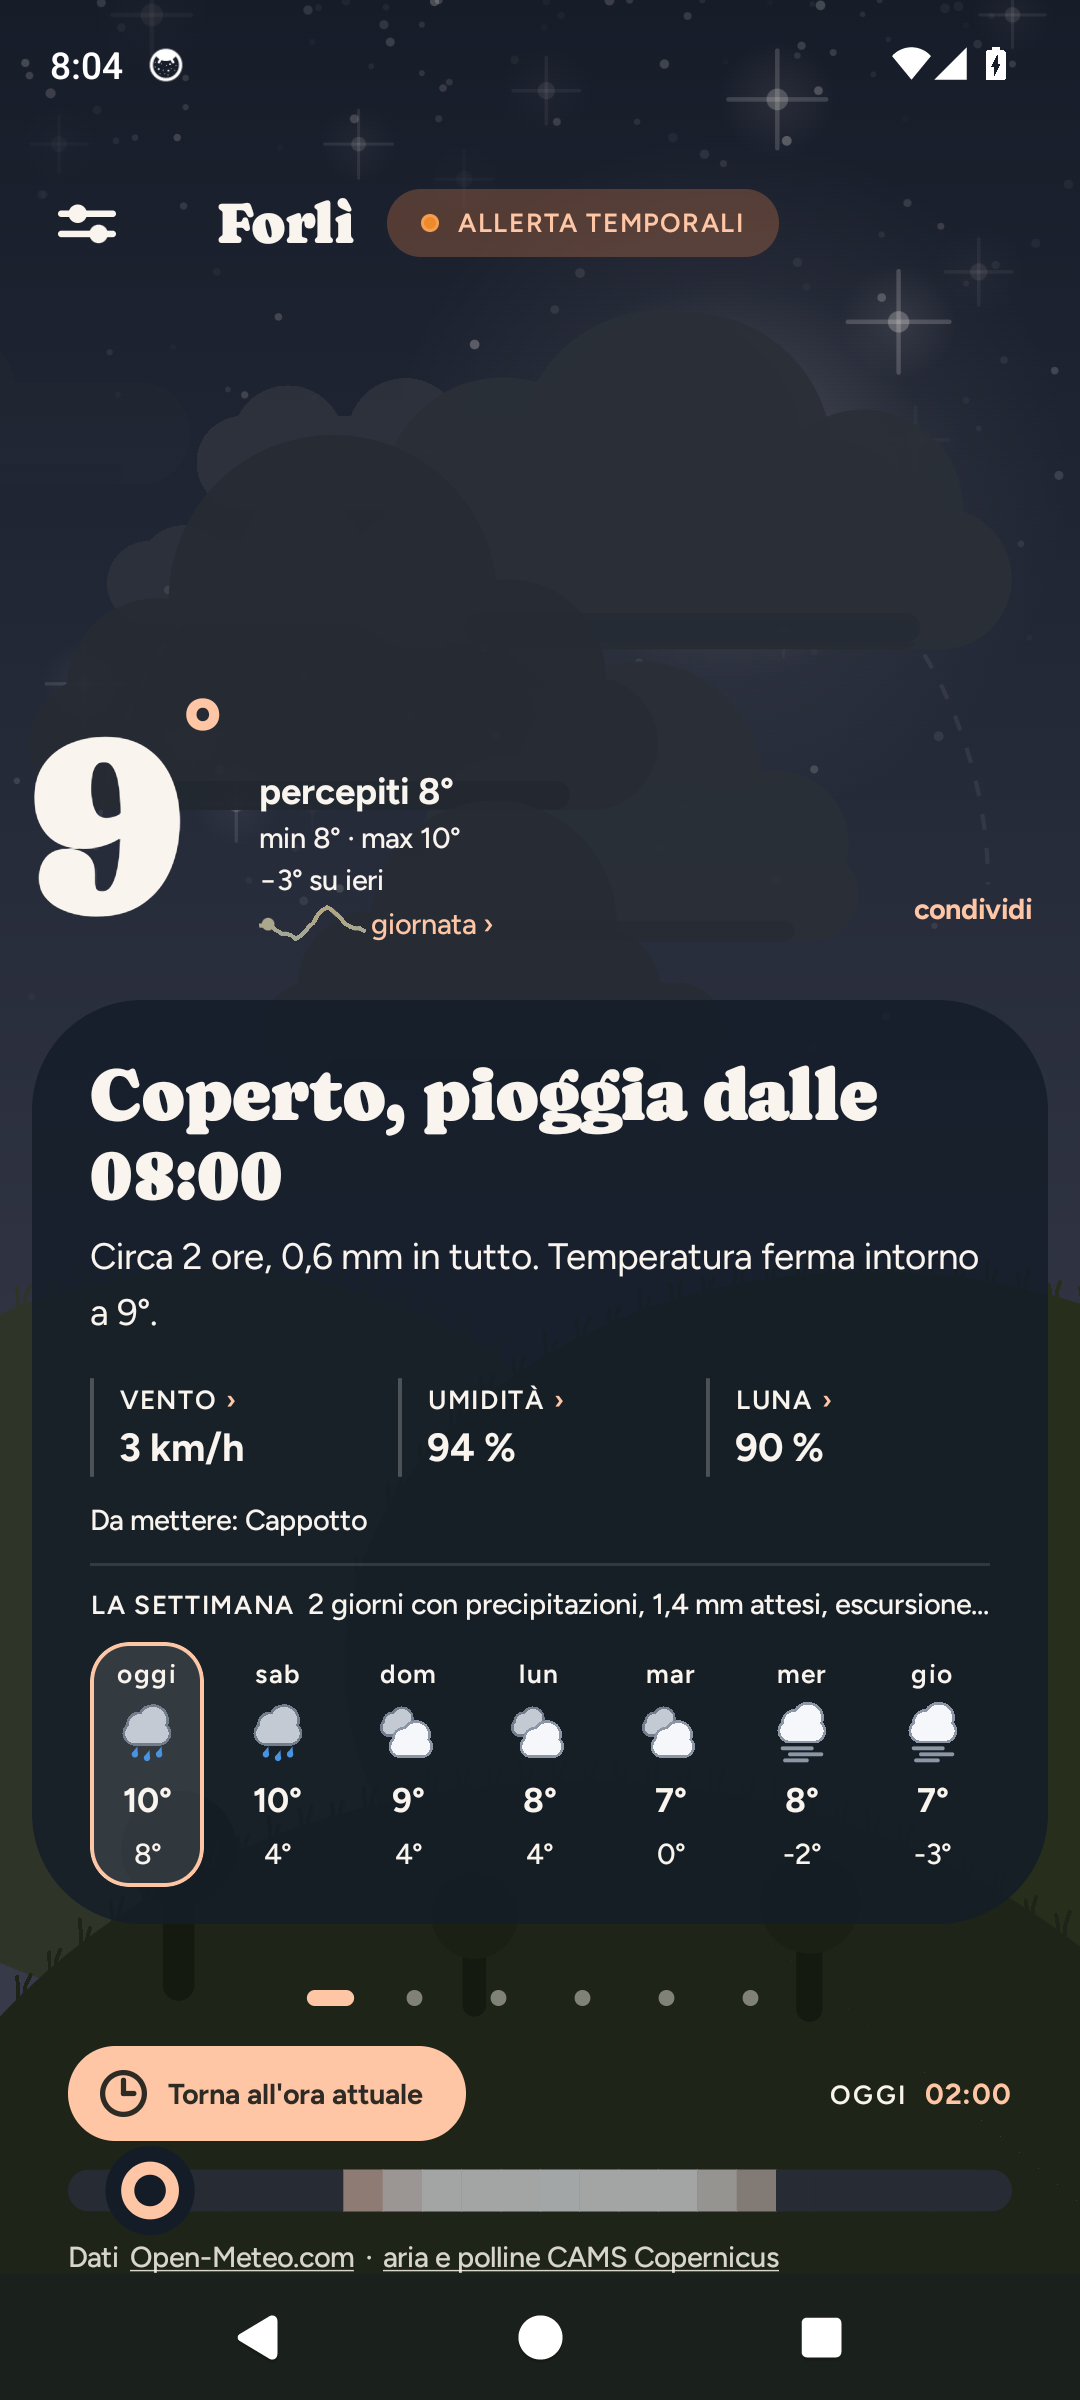 8:04
Forlì
ALLERTA TEMPORALI
9°
percepiti 8°
min 8° · max 10°
−3° su ieri
giornata ›
condividi
Coperto, pioggia dalle
08:00
Circa 2 ore, 0,6 mm in tutto. Temperatura ferma intorno
a 9°.
VENTO › UMIDITÀ › LUNA ›
3 km/h 94 % 90 %
Da mettere: Cappotto
LA SETTIMANA 2 giorni con precipitazioni, 1,4 mm attesi, escursione...
oggi sab dom lun mar mer gio
10° 10° 9° 8° 7° 8° 7°
8° 4° 4° 4° 0° -2° -3°
Torna all'ora attuale
OGGI 02:00
Dati Open-Meteo.com · aria e polline CAMS Copernicus